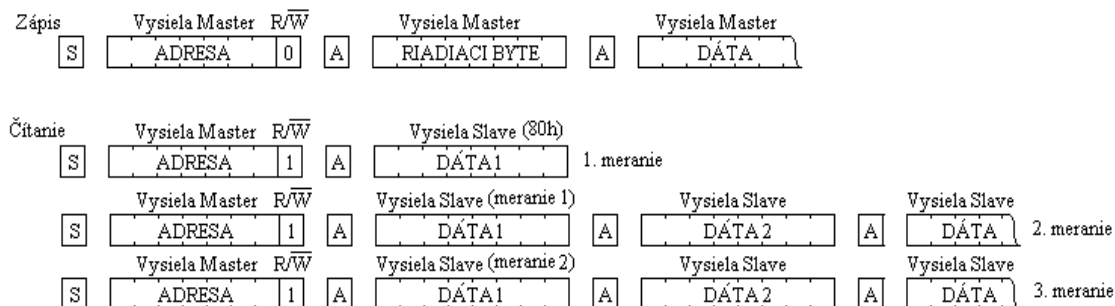 Zápis Vysiela Master R/W Vysiela Master Vysiela Master
S ADRESA 0 A RIADIACI BYTE A DÁTA
Čítanie Vysiela Master R/W Vysiela Slave (80h)
S ADRESA 1 A DÁTA1 1. meranie
Vysiela Master R/W Vysiela Slave (meranie 1) Vysiela Slave Vysiela Slave
S ADRESA 1 A DÁTA1 A DÁTA2 A DÁTA 2. meranie
Vysiela Master R/W Vysiela Slave (meranie 2) Vysiela Slave Vysiela Slave
S ADRESA 1 A DÁTA1 A DÁTA2 A DÁTA 3. meranie